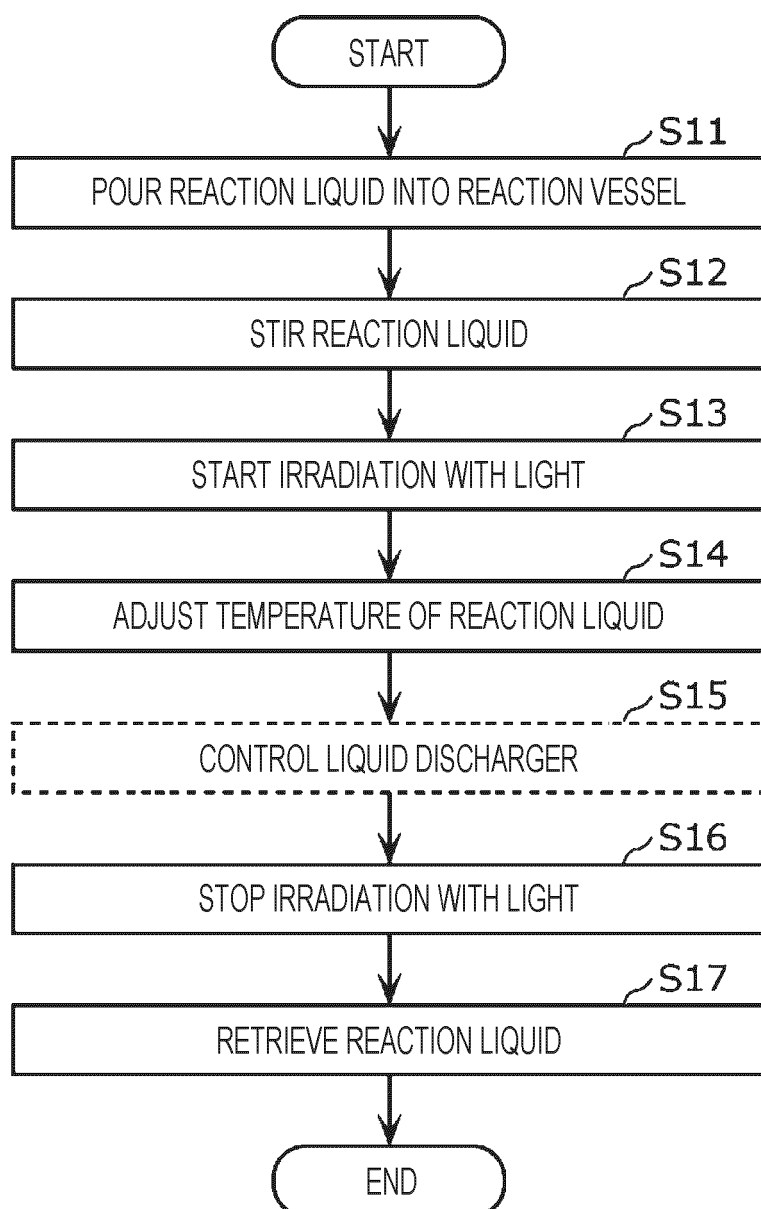 START
S11
POUR REACTION LIQUID INTO REACTION VESSEL
S12
STIR REACTION LIQUID
S13
START IRRADIATION WITH LIGHT
S14
ADJUST TEMPERATURE OF REACTION LIQUID
S15
CONTROL LIQUID DISCHARGER
S16
STOP IRRADIATION WITH LIGHT
S17
RETRIEVE REACTION LIQUID
END